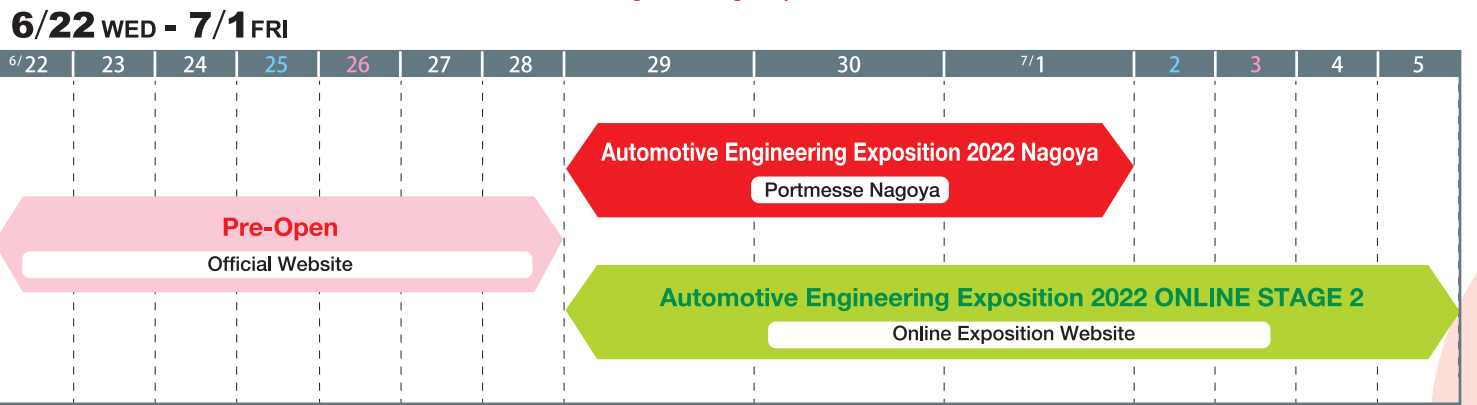 6/22 WED - 7/1 FRI
6/22 23 24 25 26 27 28 29 30 7/1 2 3 4 5
Automotive Engineering Exposition 2022 Nagoya
Portmesse Nagoya
Pre-Open
Official Website
Automotive Engineering Exposition 2022 ONLINE STAGE 2
Online Exposition Website